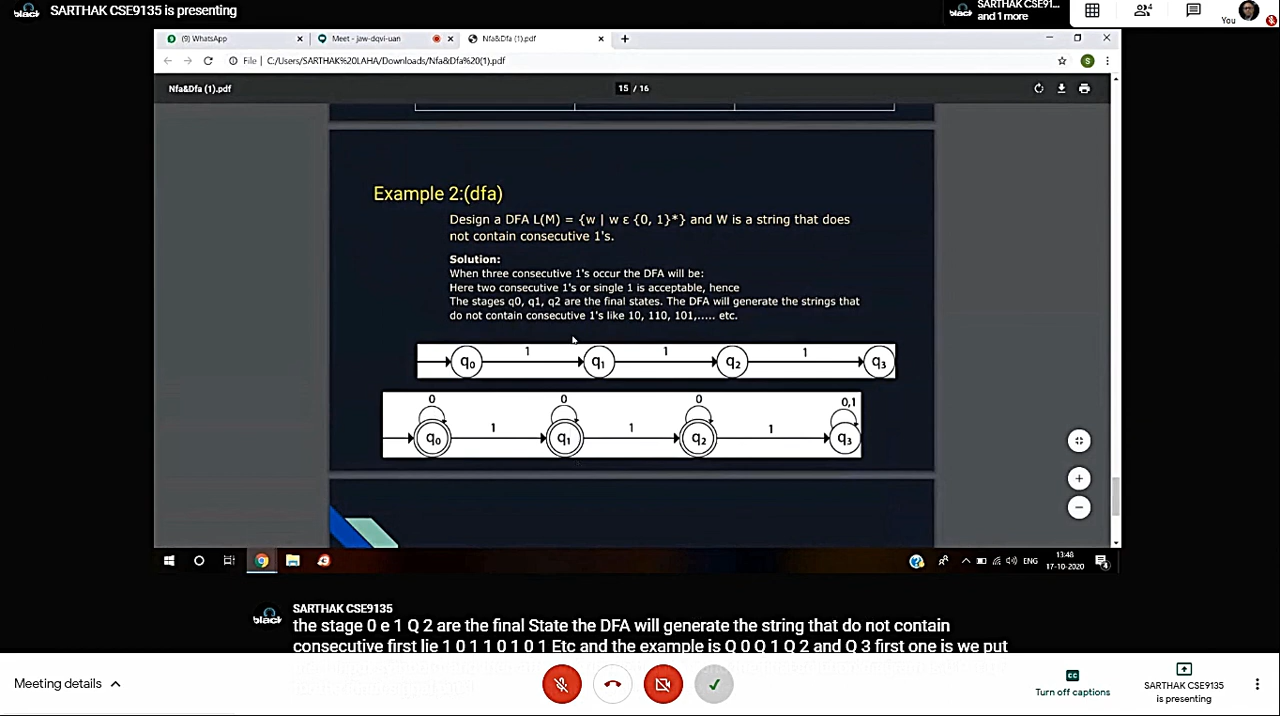 SARTHAK CSE9135 is presenting
SARTHAK CSE91...
and 1 more
You
(9) WhatsApp
Meet - jaw-dqvi-uan
Nfa&Dfa (1).pdf
File | C:/Users/SARTHAK%20LAHA/Downloads/Nfa&Dfa%20(1).pdf
S
Nfa&Dfa (1).pdf
15 / 16
Example 2:(dfa)
Design a DFA L(M) = {w | w ε {0, 1}*} and W is a string that does
not contain consecutive 1's.
Solution:
When three consecutive 1's occur the DFA will be:
Here two consecutive 1's or single 1 is acceptable, hence
The stages q0, q1, q2 are the final states. The DFA will generate the strings that
do not contain consecutive 1's like 10, 110, 101,..... etc.
1 1 1
q₀ q₁ q₂ q₃
0 0 0 0,1
1 1 1
q₀ q₁ q₂ q₃
ENG
13:48
17-10-2020
black
SARTHAK CSE9135
the stage 0 e 1 Q 2 are the final State the DFA will generate the string that do not contain
consecutive first lie 1 0 1 1 0 1 0 1 Etc and the example is Q 0 Q 1 Q 2 and Q 3 first one is we put
Meeting details
Turn off captions
SARTHAK CSE9135
is presenting